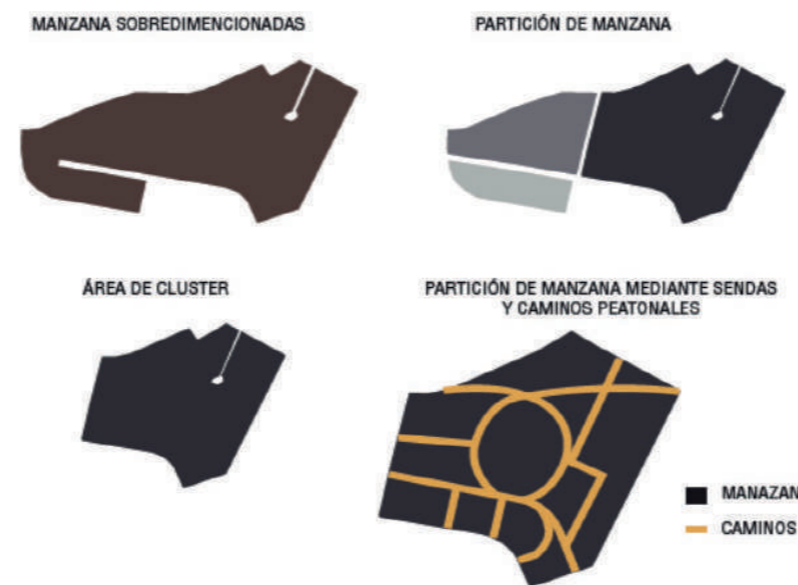 MANZANA SOBREDIMENCIONADAS
PARTICIÓN DE MANZANA
ÁREA DE CLUSTER
PARTICIÓN DE MANZANA MEDIANTE SENDAS
Y CAMINOS PEATONALES
MANAZAN
CAMINOS